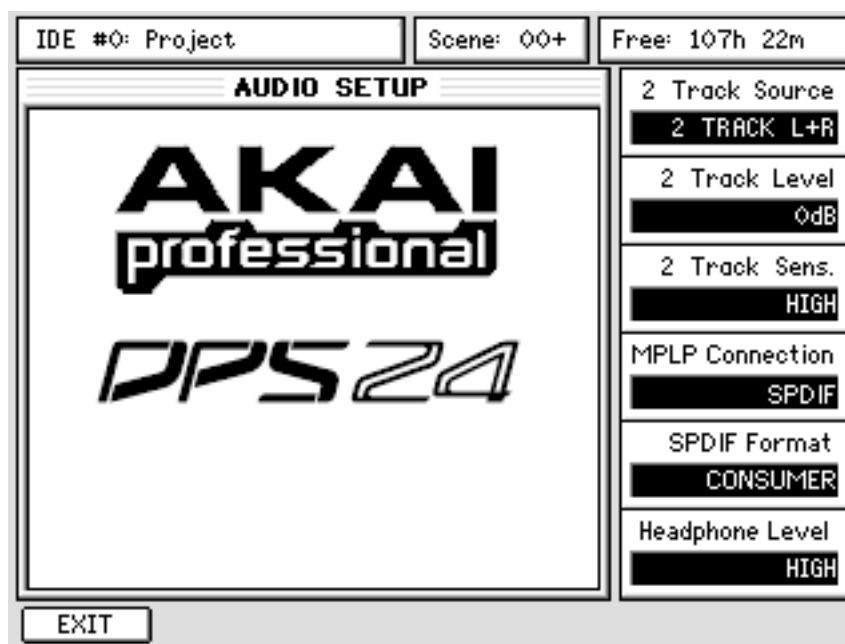 IDE #0: Project
Scene: 00+
Free: 107h 22m
AUDIO SETUP
AKAI
professional
DPS24
2 Track Source
2 TRACK L+R
2 Track Level
0dB
2 Track Sens.
HIGH
MPLP Connection
SPDIF
SPDIF Format
CONSUMER
Headphone Level
HIGH
EXIT